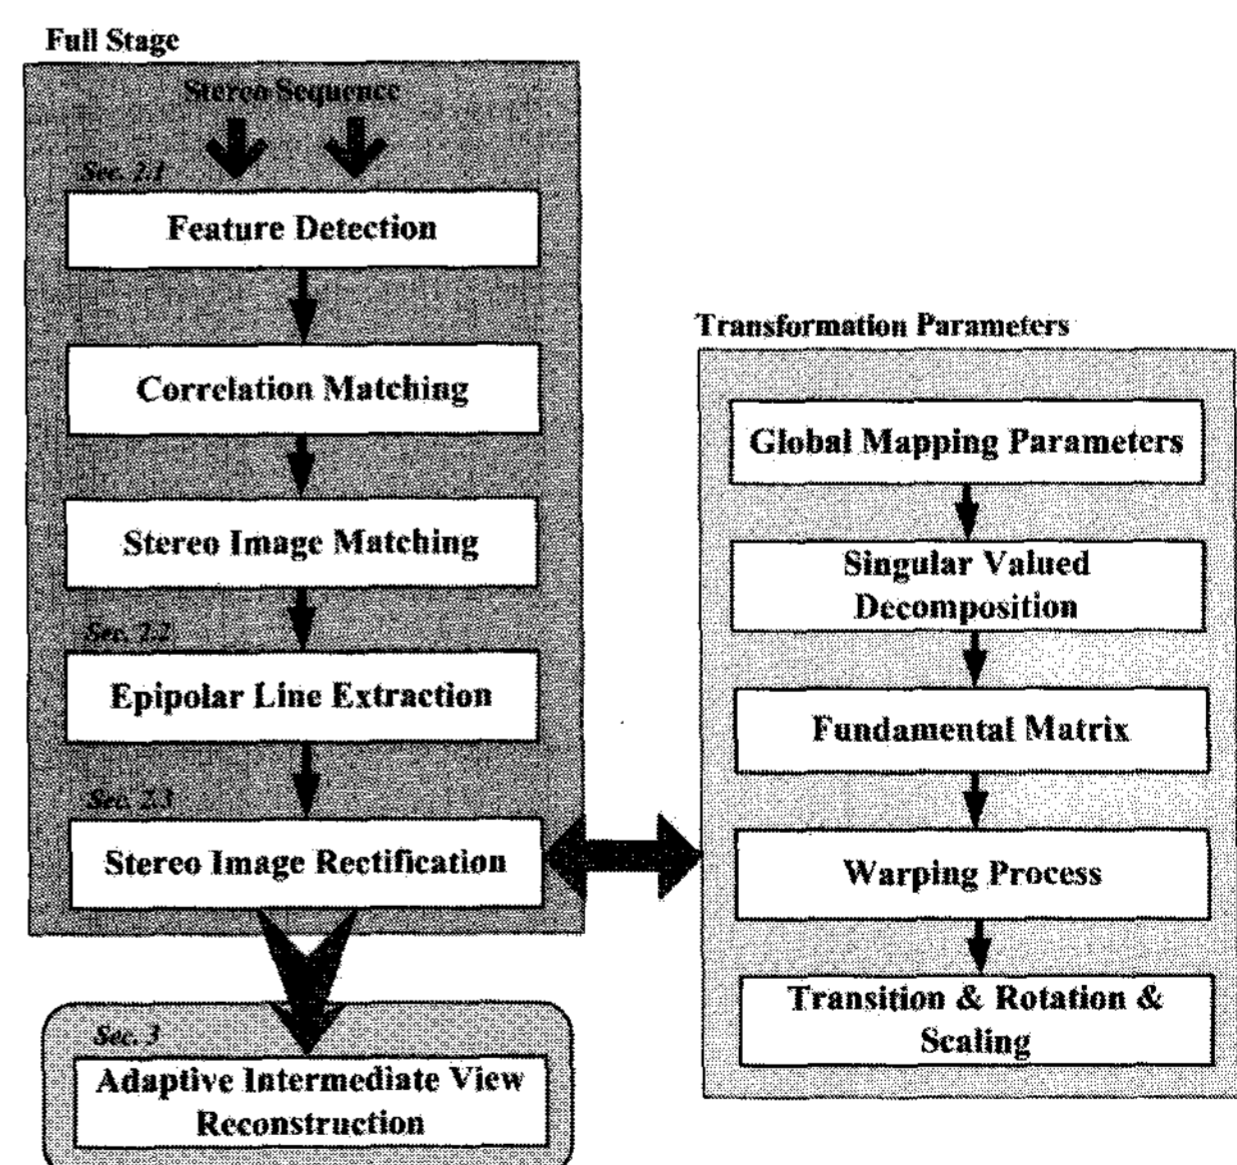 Full Stage
Stereo Sequence
Sec. 2.1
Feature Detection
Correlation Matching
Stereo Image Matching
Sec. 2.2
Epipolar Line Extraction
Sec. 2.3
Stereo Image Rectification
Sec. 3
Adaptive Intermediate View
Reconstruction
Transformation Parameters
Global Mapping Parameters
Singular Valued
Decomposition
Fundamental Matrix
Warping Process
Transition & Rotation &
Scaling